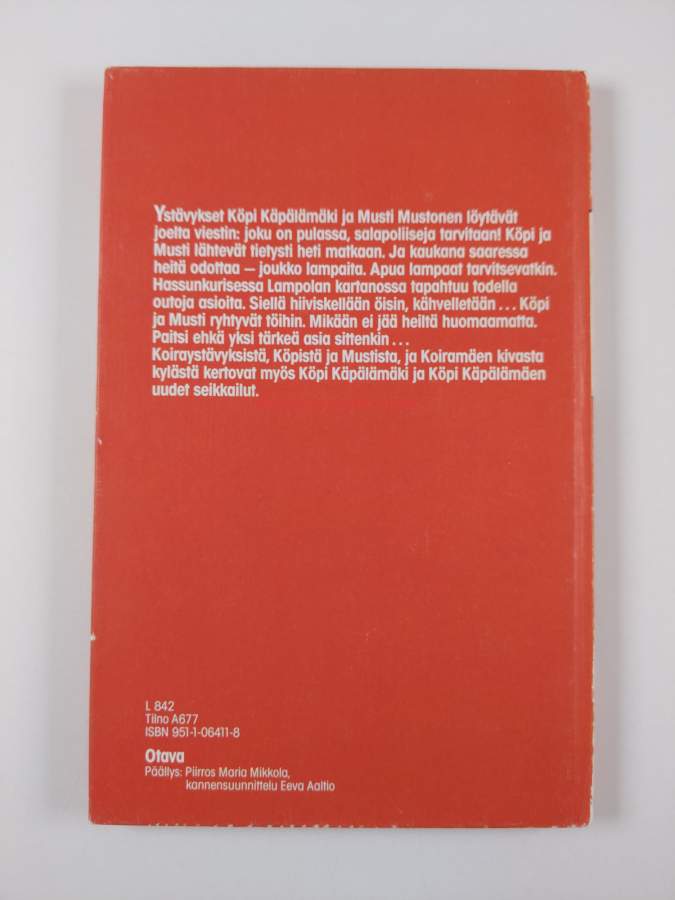 Ystävykset Köpi Käpälämäki ja Musti Mustonen löytävät
joelta viestin: joku on pulassa, salapoliiseja tarvitaan! Köpi ja
Musti lähtevät tietysti heti matkaan. Ja kaukana saaressa
heitä odottaa – joukko lampaita. Apua lampaat tarvitsevatkin.
Hassunkurisessa Lampolan kartanossa tapahtuu todella
outoja asioita. Siellä hiiviskellään öisin, kähvelletään... Köpi
ja Musti ryhtyvät töihin. Mikään ei jää heiltä huomaamatta.
Paitsi ehkä yksi tärkeä asia sittenkin...
Koiraystävyksistä, Köpistä ja Mustista, ja Koiramäen kivasta
kylästä kertovat myös Köpi Käpälämäki ja Köpi Käpälämäen
uudet seikkailut.
L 842
Tilno A677
ISBN 951-1-06411-8
Otava
Päällys: Piirros Maria Mikkola,
kannensuunnittelu Eeva Aaltio